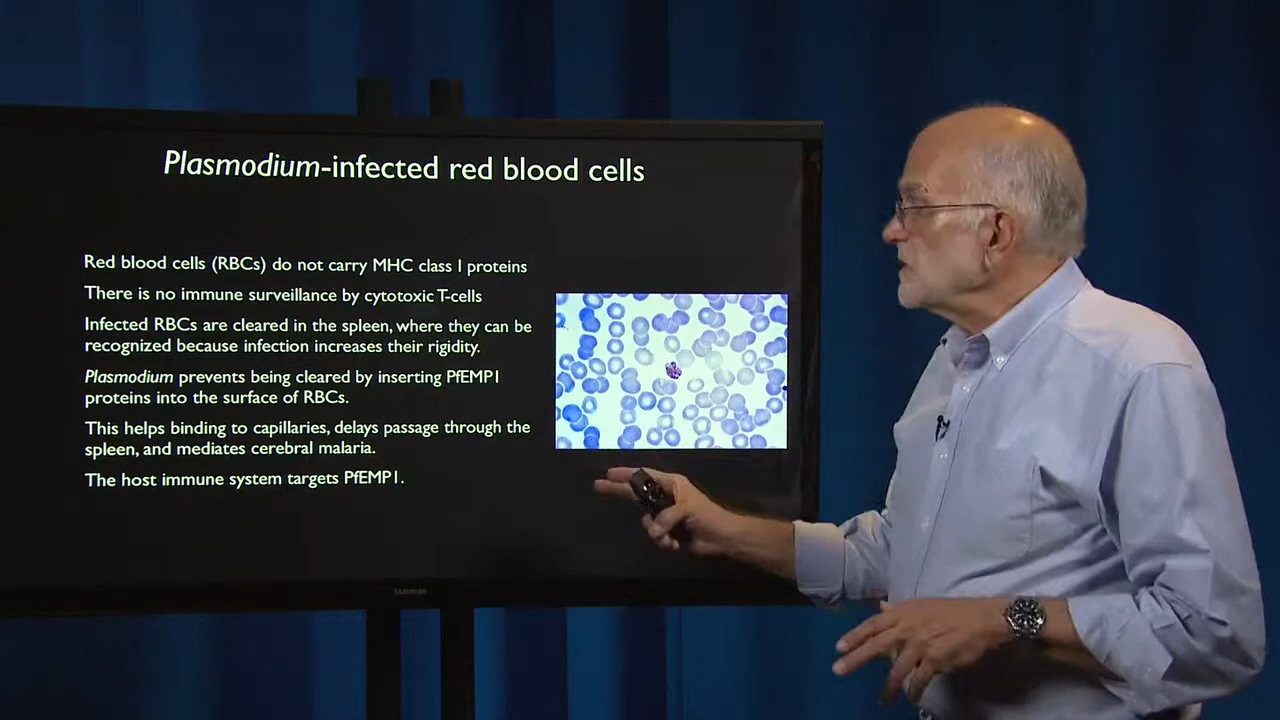 Plasmodium-infected red blood cells
Red blood cells (RBCs) do not carry MHC class I proteins
There is no immune surveillance by cytotoxic T-cells
Infected RBCs are cleared in the spleen, where they can be
recognized because infection increases their rigidity.
Plasmodium prevents being cleared by inserting PfEMP1
proteins into the surface of RBCs.
This helps binding to capillaries, delays passage through the
spleen, and mediates cerebral malaria.
The host immune system targets PfEMP1.
SAMSUNG